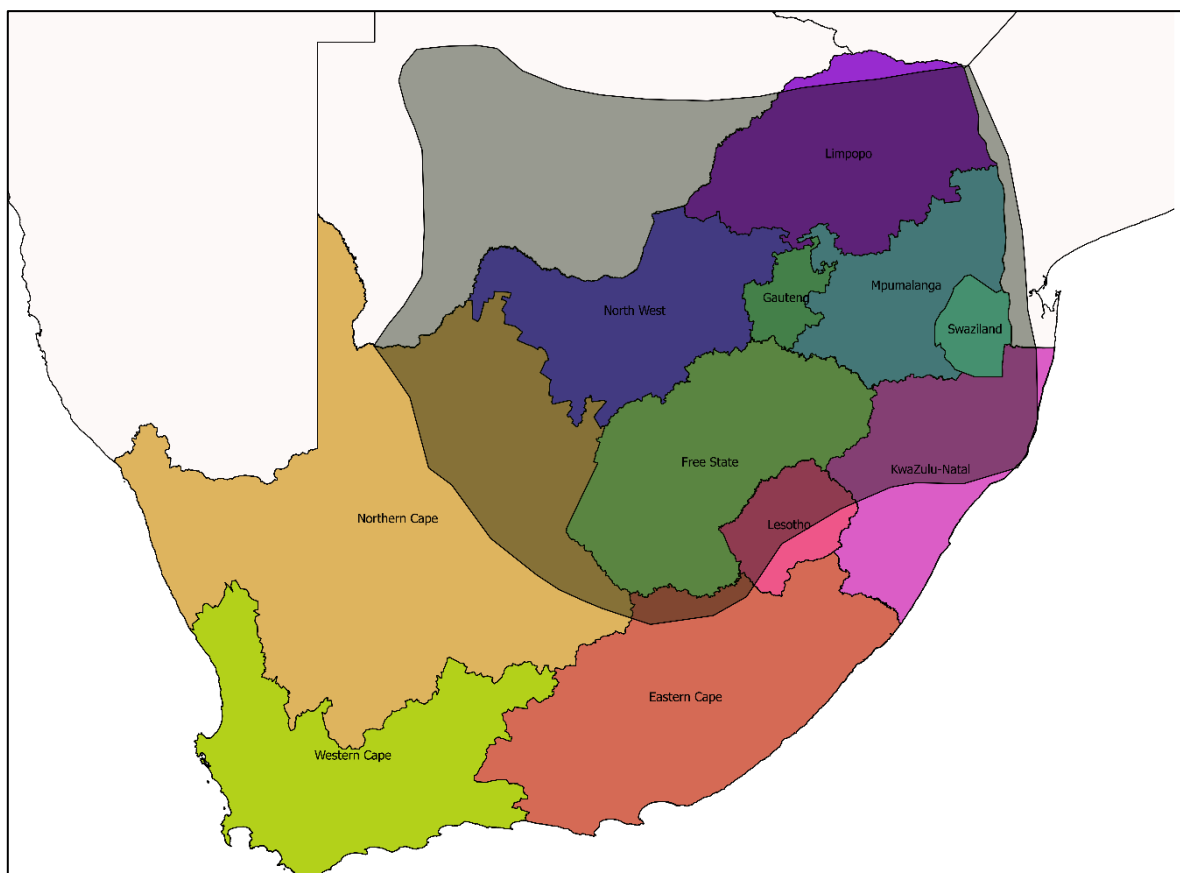 Limpopo
Mpumalanga
Gauteng
North West
Swaziland
Free State
KwaZulu-Natal
Northern Cape
Lesotho
Eastern Cape
Western Cape